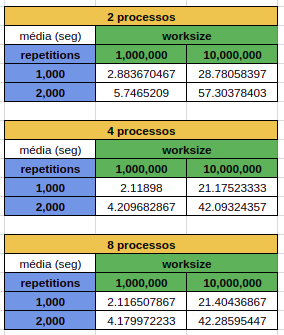 2 processos
média (seg) worksize
repetitions 1,000,000 10,000,000
1,000 2.883670467 28.78058397
2,000 5.7465209 57.30378403
4 processos
média (seg) worksize
repetitions 1,000,000 10,000,000
1,000 2.11898 21.17523333
2,000 4.209682867 42.09324357
8 processos
média (seg) worksize
repetitions 1,000,000 10,000,000
1,000 2.116507867 21.40436867
2,000 4.179972233 42.28595447